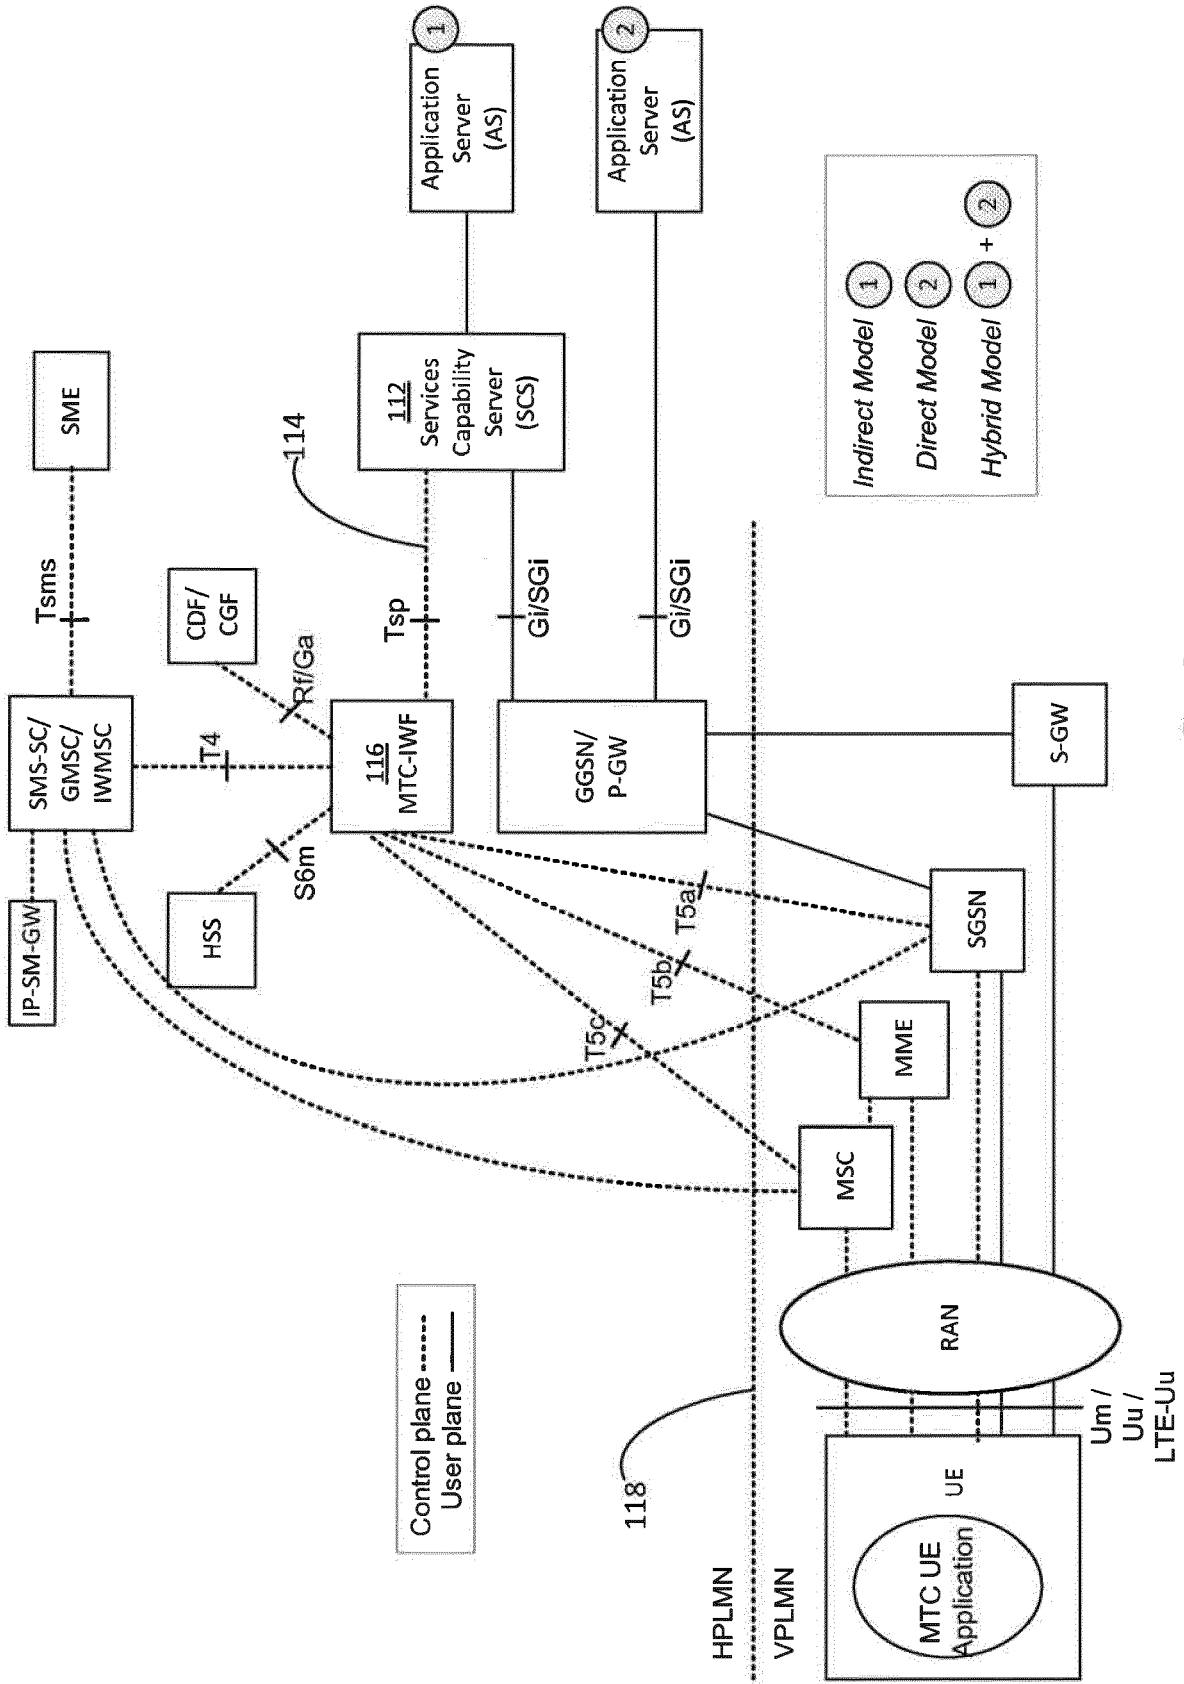 IP-SM-GW
SMS-SC/
GMSC/
IWMSC
Tsms
SME
HSS
S6m
T4
CDF/
CGF
Rf/Ga
116
MTC-IWF
Tsp
114
112
Services
Capability
Server
(SCS)
Application
Server
(AS)
1
Gi/SGi
GGSN/
P-GW
Gi/SGi
Application
Server
(AS)
2
Control plane
User plane
T5c
T5b
T5a
118
HPLMN
VPLMN
MTC UE
Application
UE
Um /
Uu /
LTE-Uu
RAN
MSC
MME
SGSN
S-GW
Indirect Model 1
Direct Model 2
Hybrid Model 1 + 2